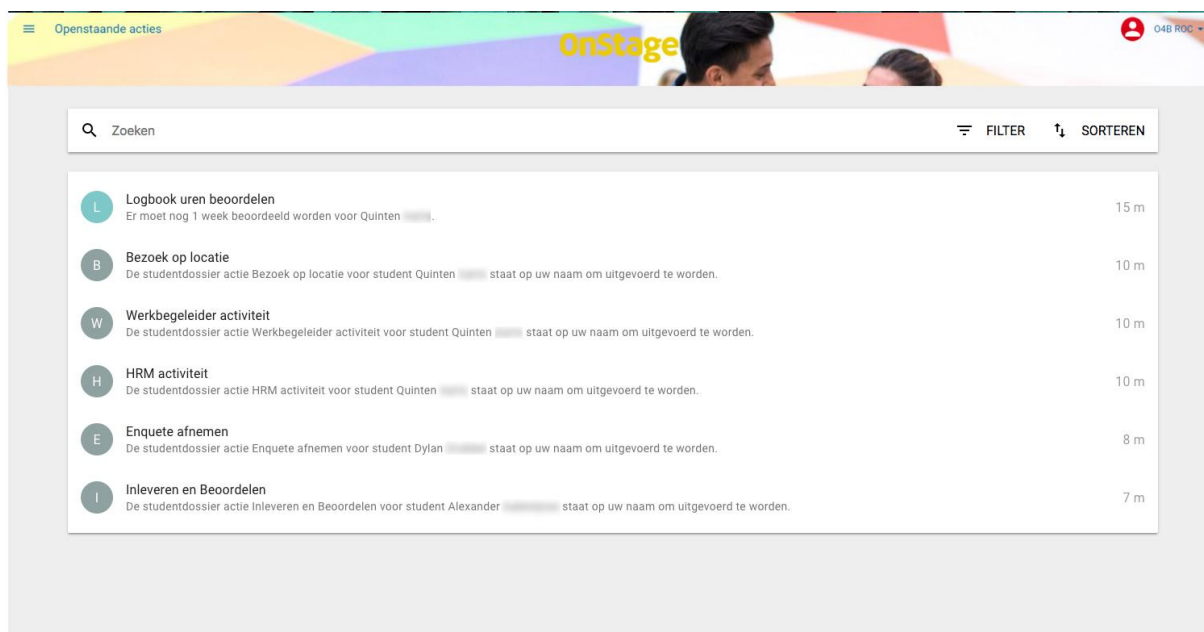 Openstaande acties
OnStage
O4B ROC
Zoeken
FILTER
SORTEREN
L
Logbook uren beoordelen
Er moet nog 1 week beoordeeld worden voor Quinten .
15 m
B
Bezoek op locatie
De studentdossier actie Bezoek op locatie voor student Quinten staat op uw naam om uitgevoerd te worden.
10 m
W
Werkbegeleider activiteit
De studentdossier actie Werkbegeleider activiteit voor student Quinten staat op uw naam om uitgevoerd te worden.
10 m
H
HRM activiteit
De studentdossier actie HRM activiteit voor student Quinten staat op uw naam om uitgevoerd te worden.
10 m
E
Enquete afnemen
De studentdossier actie Enquete afnemen voor student Dylan staat op uw naam om uitgevoerd te worden.
8 m
I
Inleveren en Beoordelen
De studentdossier actie Inleveren en Beoordelen voor student Alexander staat op uw naam om uitgevoerd te worden.
7 m